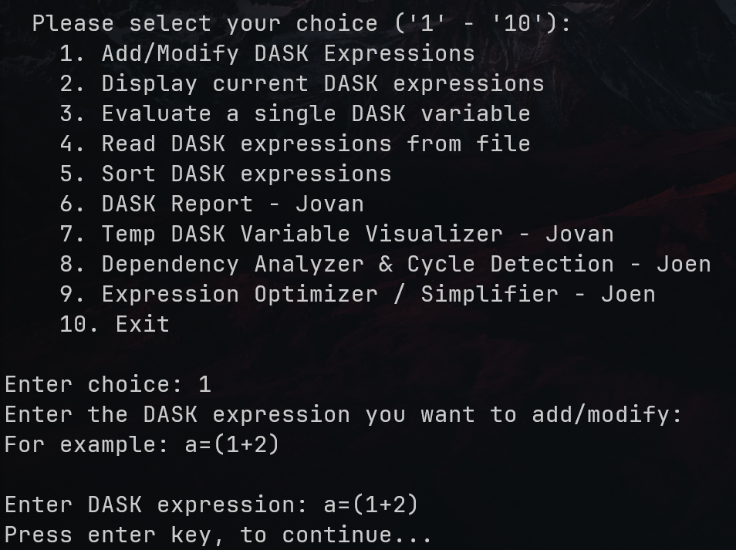 Please select your choice ('1' - '10'):
1. Add/Modify DASK Expressions
2. Display current DASK expressions
3. Evaluate a single DASK variable
4. Read DASK expressions from file
5. Sort DASK expressions
6. DASK Report - Jovan
7. Temp DASK Variable Visualizer - Jovan
8. Dependency Analyzer & Cycle Detection - Joen
9. Expression Optimizer / Simplifier - Joen
10. Exit
Enter choice: 1
Enter the DASK expression you want to add/modify:
For example: a=(1+2)
Enter DASK expression: a=(1+2)
Press enter key, to continue...